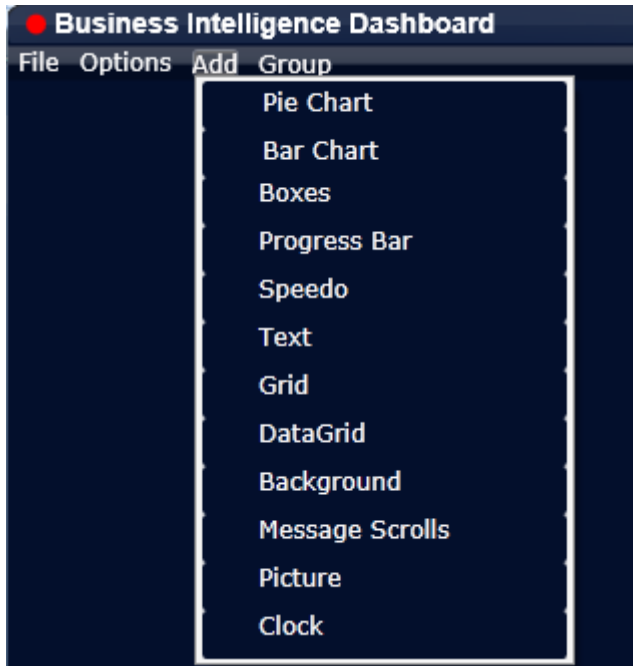 Business Intelligence Dashboard
File Options Add Group
Pie Chart
Bar Chart
Boxes
Progress Bar
Speedo
Text
Grid
DataGrid
Background
Message Scrolls
Picture
Clock